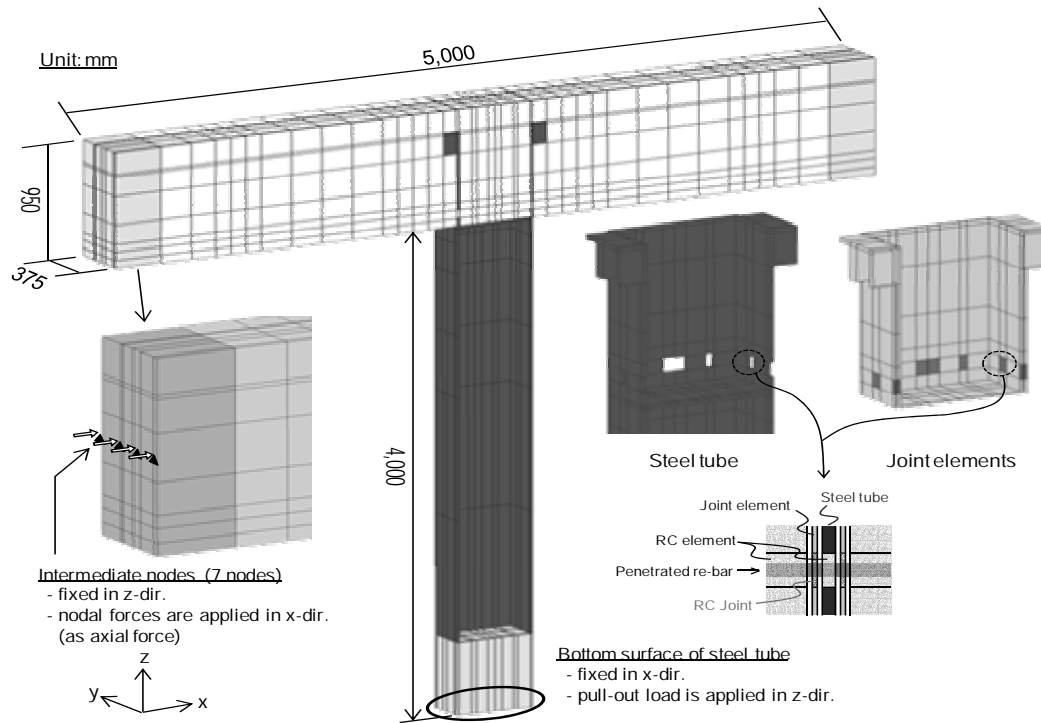 Unit: mm
5,000
950
375
4,000
Steel tube
Joint elements
Steel tube
Joint element
RC element
Penetrated re-bar
RC Joint
Intermediate nodes (7 nodes)
- fixed in z-dir.
- nodal forces are applied in x-dir.
(as axial force)
Bottom surface of steel tube
- fixed in x-dir.
- pull-out load is applied in z-dir.
z
y
x